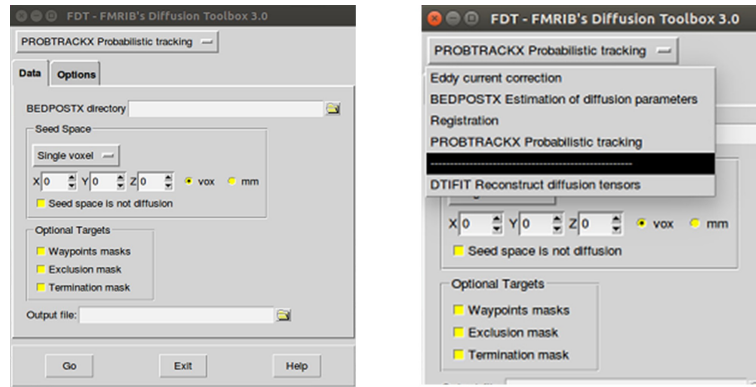 FDT - FMRIB's Diffusion Toolbox 3.0
PROBTRACKX Probabilistic tracking
Data Options
BEDPOSTX directory
Seed Space
Single voxel
X 0 Y 0 Z 0 vox mm
Seed space is not diffusion
Optional Targets
Waypoints masks
Exclusion mask
Termination mask
Output file:
Go Exit Help
FDT - FMRIB's Diffusion Toolbox 3.0
PROBTRACKX Probabilistic tracking
Eddy current correction
BEDPOSTX Estimation of diffusion parameters
Registration
PROBTRACKX Probabilistic tracking
DTIFIT Reconstruct diffusion tensors
X 0 Y 0 Z 0 vox mm
Seed space is not diffusion
Optional Targets
Waypoints masks
Exclusion mask
Termination mask